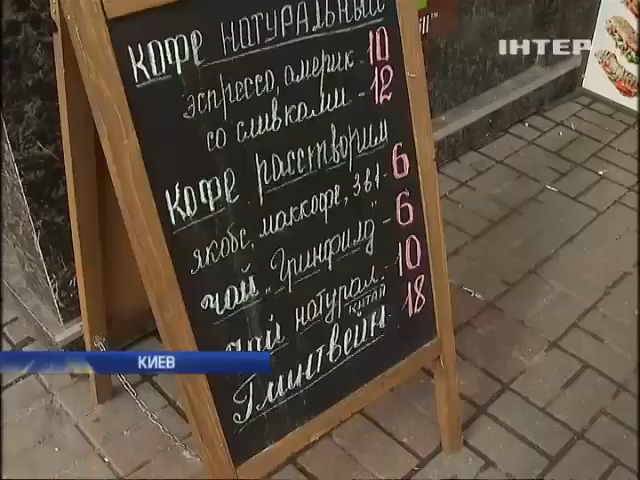 КОФЕ НАТУРАЛЬНЫЙ
эспрессо, америк - 10
со сливками - 12
Кофе расстворим
якобс, маккофе, 3в1 - 6
чай "Гринфилд" - 6
чай натурал. - 10
китай
Глинтвейн 18
ІНТЕР
КИЕВ